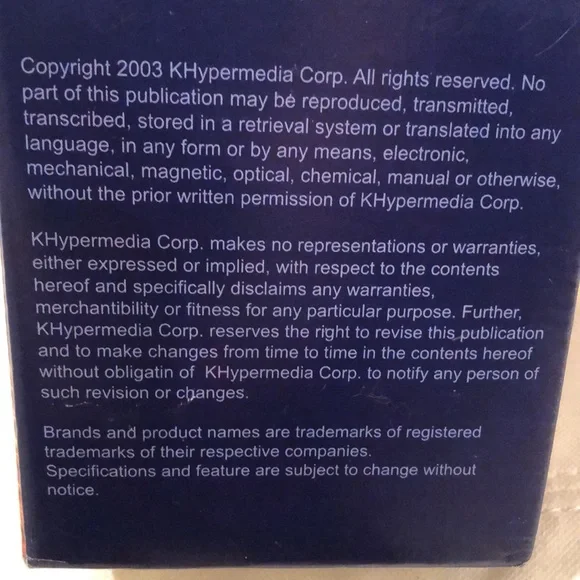 Copyright 2003 KHypermedia Corp. All rights reserved. No
part of this publication may be reproduced, transmitted,
transcribed, stored in a retrieval system or translated into any
language, in any form or by any means, electronic,
mechanical, magnetic, optical, chemical, manual or otherwise,
without the prior written permission of KHypermedia Corp.
KHypermedia Corp. makes no representations or warranties,
either expressed or implied, with respect to the contents
hereof and specifically disclaims any warranties,
merchantibility or fitness for any particular purpose. Further,
KHypermedia Corp. reserves the right to revise this publication
and to make changes from time to time in the contents hereof
without obligatin of KHypermedia Corp. to notify any person of
such revision or changes.
Brands and product names are trademarks of registered
trademarks of their respective companies.
Specifications and feature are subject to change without
notice.